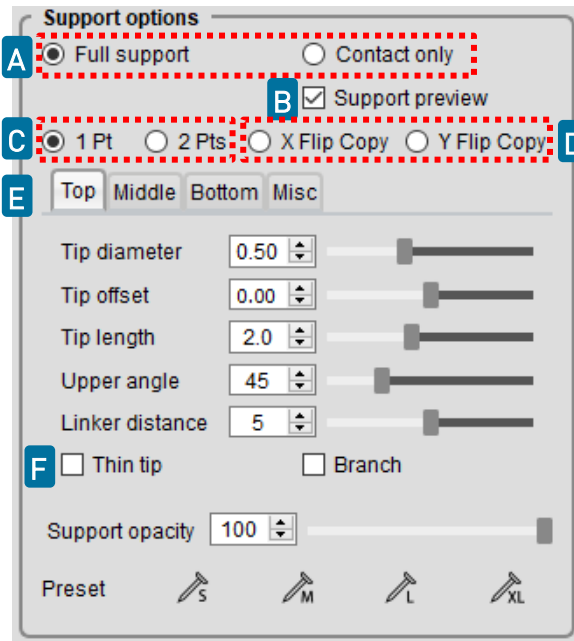 Support options
A Full support Contact only
B Support preview
C 1 Pt 2 Pts X Flip Copy Y Flip Copy D
E Top Middle Bottom Misc
Tip diameter 0.50
Tip offset 0.00
Tip length 2.0
Upper angle 45
Linker distance 5
F Thin tip Branch
Support opacity 100
Preset S M L XL